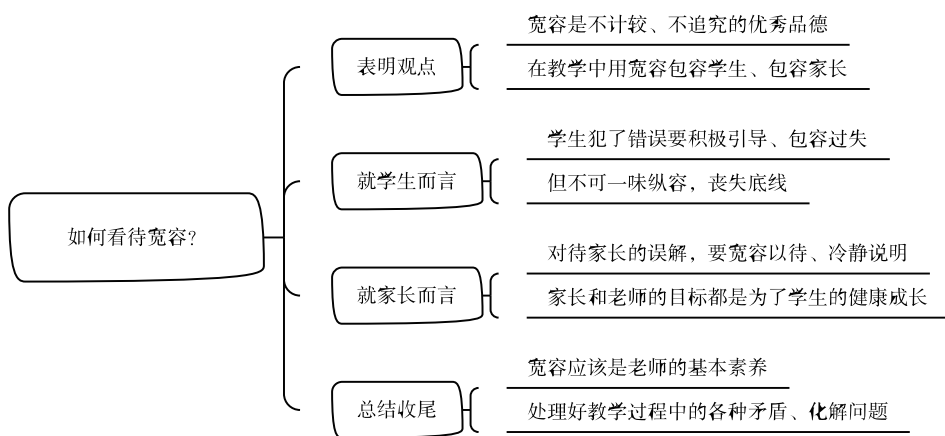 如何看待宽容？
表明观点
宽容是不计较、不追究的优秀品德
在教学中用宽容包容学生、包容家长
就学生而言
学生犯了错误要积极引导、包容过失
但不可一味纵容，丧失底线
就家长而言
对待家长的误解，要宽容以待、冷静说明
家长和老师的目标都是为了学生的健康成长
总结收尾
宽容应该是老师的基本素养
处理好教学过程中的各种矛盾、化解问题